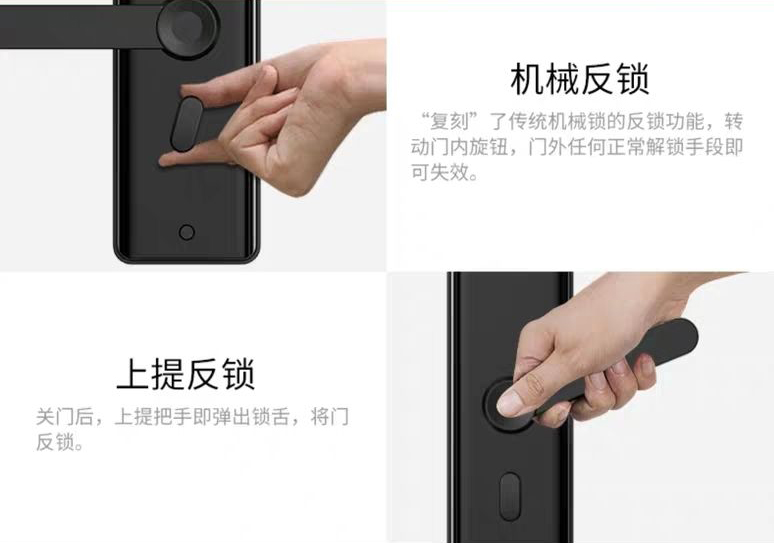 机械反锁
“复刻”了传统机械锁的反锁功能，转
动门内旋钮，门外任何正常解锁手段即
可失效。
上提反锁
关门后，上提把手即弹出锁舌，将门
反锁。